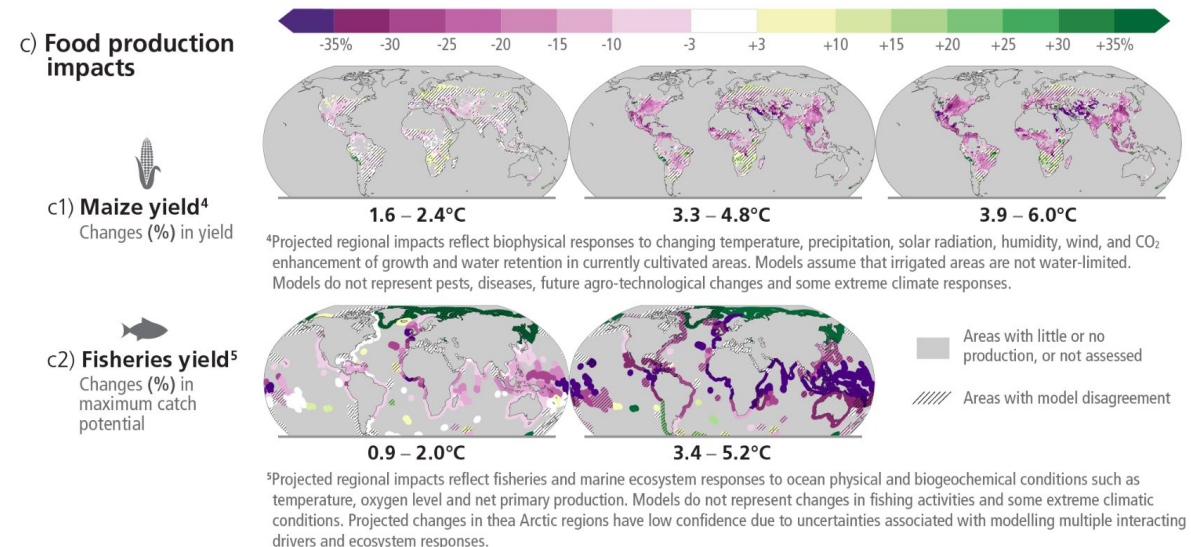 c) Food production
impacts
-35% -30 -25 -20 -15 -10 -3 +3 +10 +15 +20 +25 +30 +35%
c1) Maize yield⁴
Changes (%) in yield
1.6 – 2.4°C
3.3 – 4.8°C
3.9 – 6.0°C
⁴Projected regional impacts reflect biophysical responses to changing temperature, precipitation, solar radiation, humidity, wind, and CO₂
enhancement of growth and water retention in currently cultivated areas. Models assume that irrigated areas are not water-limited.
Models do not represent pests, diseases, future agro-technological changes and some extreme climate responses.
c2) Fisheries yield⁵
Changes (%) in
maximum catch
potential
0.9 – 2.0°C
3.4 – 5.2°C
Areas with little or no
production, or not assessed
Areas with model disagreement
⁵Projected regional impacts reflect fisheries and marine ecosystem responses to ocean physical and biogeochemical conditions such as
temperature, oxygen level and net primary production. Models do not represent changes in fishing activities and some extreme climatic
conditions. Projected changes in thea Arctic regions have low confidence due to uncertainties associated with modelling multiple interacting
drivers and ecosystem responses.